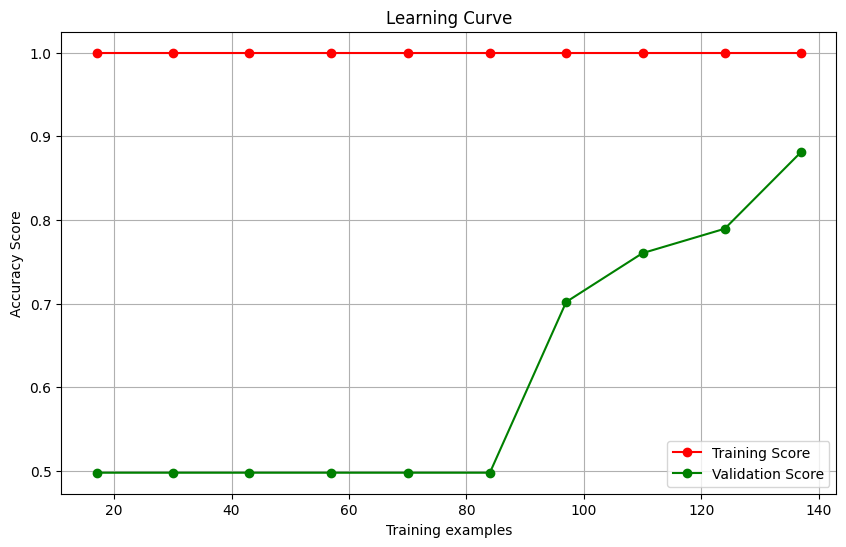 Learning Curve
1.0
0.9
0.8
0.7
0.6
0.5
Accuracy Score
20
40
60
80
100
120
140
Training examples
Training Score
Validation Score